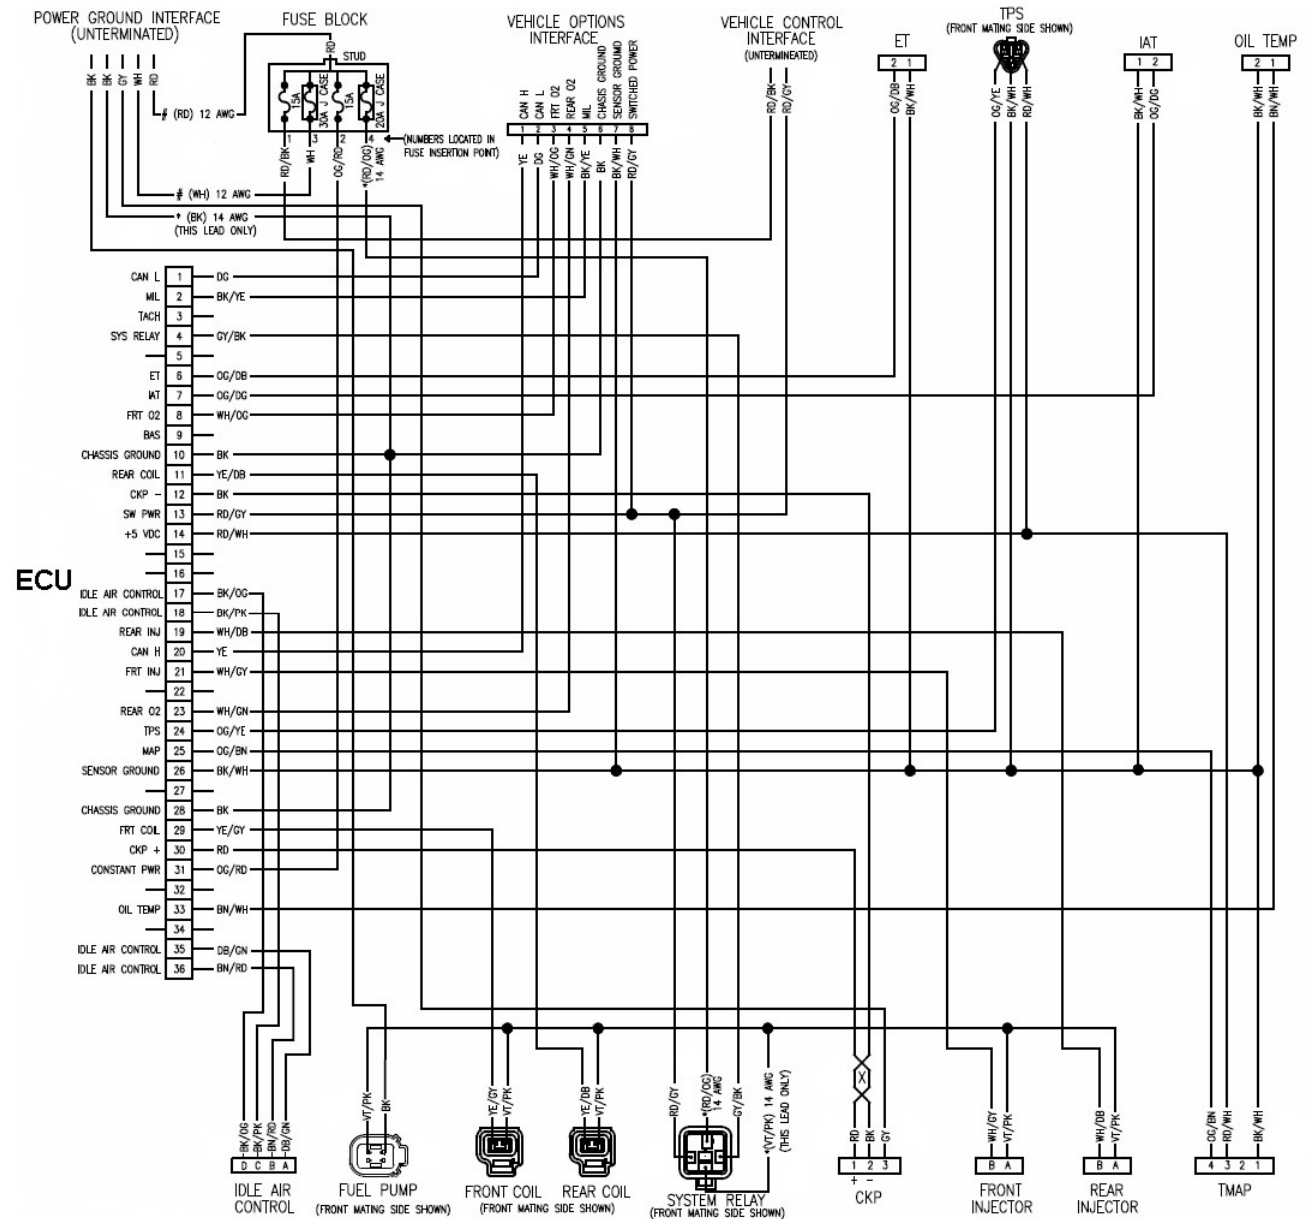 POWER GROUND INTERFACE
(UNTERMINATED)
FUSE BLOCK
VEHICLE OPTIONS
INTERFACE
VEHICLE CONTROL
INTERFACE
(UNTERMINEATED)
ET
TPS
(FRONT MATING SIDE SHOWN)
IAT
OIL TEMP
BK
BK
GY
WH
RD
# (RD) 12 AWG
RD
STUD
15A
30A J CASE
15A
20A J CASE
1 3 2 4
(NUMBERS LOCATED IN
FUSE INSERTION POINT)
RD/BK
WH
OG/RD
*(RD/OG)
14 AWG
# (WH) 12 AWG
* (BK) 14 AWG
(THIS LEAD ONLY)
CAN H
CAN L
FRT O2
REAR O2
MIL
CHASIS GROUND
SENSOR GROUMD
SWITCHED POWER
1 2 3 4 5 6 7 8
YE
DG
WH/OG
WH/GN
BK/YE
BK
BK/WH
RD/GY
RD/BK
RD/GY
2 1
OG/DB
BK/WH
OG/YE
BK/WH
RD/WH
1 2
BK/WH
OG/DG
2 1
BK/WH
BN/WH
ECU
CAN L 1 DG
MIL 2 BK/YE
TACH 3
SYS RELAY 4 GY/BK
5
ET 6 OG/DB
IAT 7 OG/DG
FRT O2 8 WH/OG
BAS 9
CHASSIS GROUND 10 BK
REAR COIL 11 YE/DB
CKP - 12 BK
SW PWR 13 RD/GY
+5 VDC 14 RD/WH
15
16
IDLE AIR CONTROL 17 BK/OG
IDLE AIR CONTROL 18 BK/PK
REAR INJ 19 WH/DB
CAN H 20 YE
FRT INJ 21 WH/GY
22
REAR O2 23 WH/GN
TPS 24 OG/YE
MAP 25 OG/BN
SENSOR GROUND 26 BK/WH
27
CHASSIS GROUND 28 BK
FRT COIL 29 YE/GY
CKP + 30 RD
CONSTANT PWR 31 OG/RD
32
OIL TEMP 33 BN/WH
34
IDLE AIR CONTROL 35 DB/GN
IDLE AIR CONTROL 36 BN/RD
BK/OG
BK/PK
BN/RD
DB/GN
D C B A
IDLE AIR
CONTROL
VT/PK
BK
FUEL PUMP
(FRONT MATING SIDE SHOWN)
YE/GY
VT/PK
FRONT COIL
YE/DB
VT/PK
REAR COIL
(FRONT MATING SIDE SHOWN)
RD/GY
*(RD/OG)
14 AWG
GY/BK
*(VT/PK) 14 AWG
(THIS LEAD ONLY)
SYSTEM RELAY
(FRONT MATING SIDE SHOWN)
X
RD
BK
GY
1 2 3
+ -
CKP
WH/GY
VT/PK
B A
FRONT
INJECTOR
WH/DB
VT/PK
B A
REAR
INJECTOR
OG/BN
RD/WH
BK/WH
4 3 2 1
TMAP